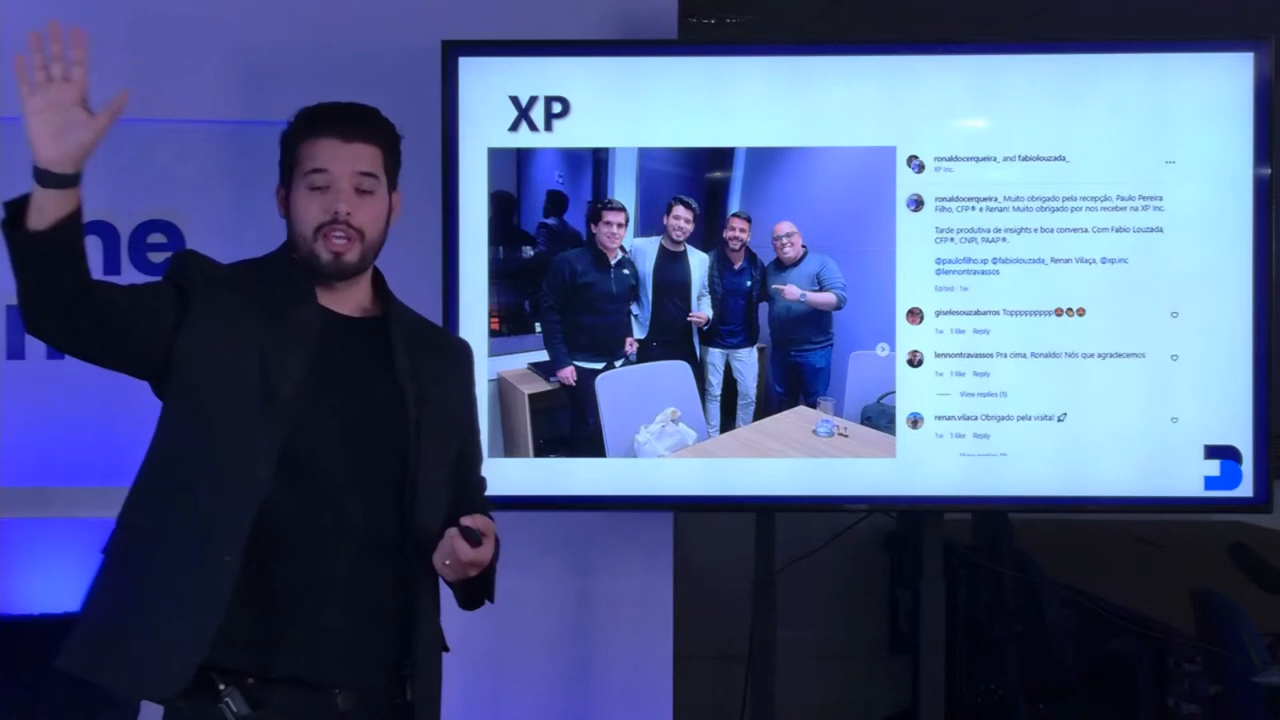 ne
XP
ronaldocerqueira_ and fabiolouzada_
XP Inc.
ronaldocerqueira_ Muito obrigado pela recepção, Paulo Pereira
Filho, CFP® e Renan! Muito obrigado por nos receber na XP Inc.
Tarde produtiva de insights e boa conversa. Com Fabio Louzada,
CFP®, CNPI, PAAP®.
@paulofilho.xp @fabiolouzada_ Renan Vilaça, @xp.inc
@lennontravassos
Edited · 1w
giselesouzabarros Topppppppppp🤩👏🤩
1w 1 like Reply
lennontravassos Pra cima, Ronaldo! Nós que agradecemos
1w 1 like Reply
View replies (1)
renan.vilaca Obrigado pela visita! 🚀
1w 1 like Reply